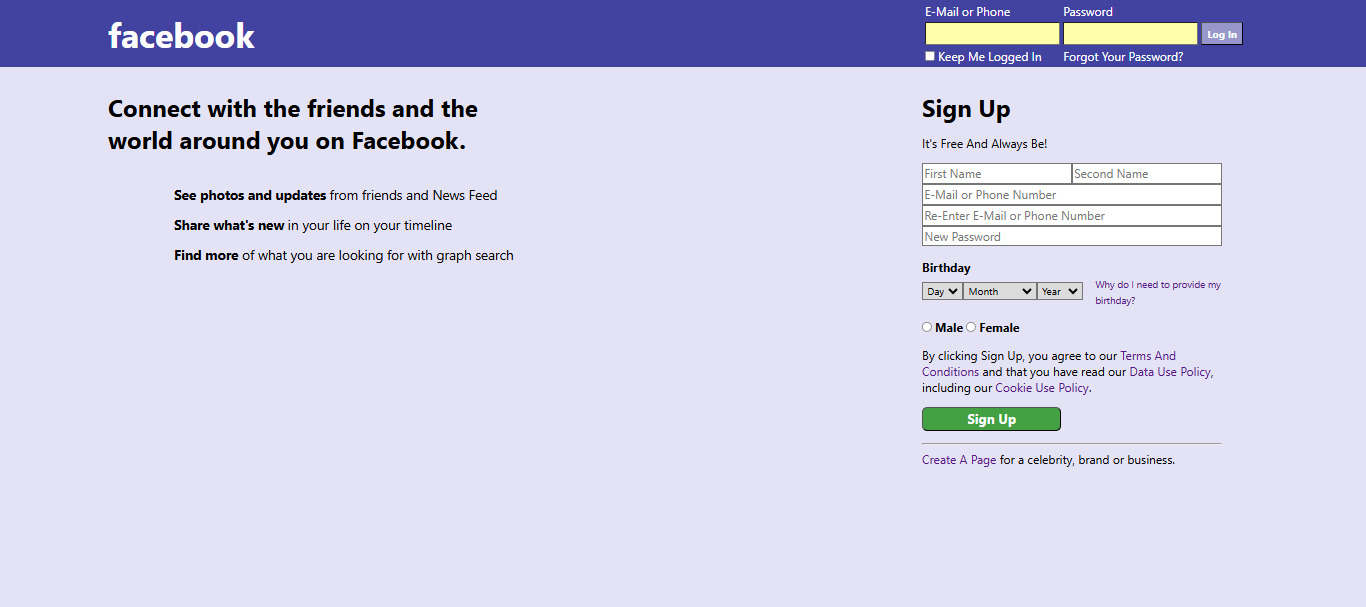 facebook
E-Mail or Phone Password
Log In
Keep Me Logged In Forgot Your Password?
Connect with the friends and the
world around you on Facebook.
See photos and updates from friends and News Feed
Share what's new in your life on your timeline
Find more of what you are looking for with graph search
Sign Up
It's Free And Always Be!
First Name Second Name
E-Mail or Phone Number
Re-Enter E-Mail or Phone Number
New Password
Birthday
Day Month Year
Why do I need to provide my
birthday?
Male Female
By clicking Sign Up, you agree to our Terms And
Conditions and that you have read our Data Use Policy,
including our Cookie Use Policy.
Sign Up
Create A Page for a celebrity, brand or business.